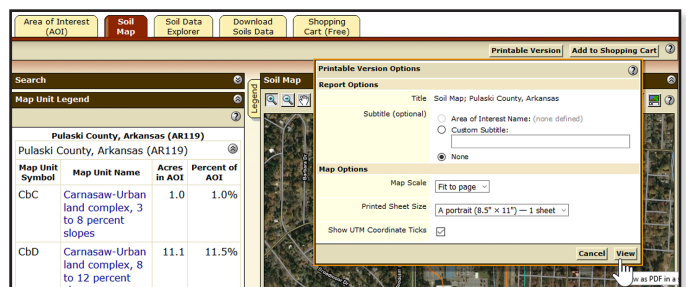 Area of Interest (AOI)
Soil Map
Soil Data Explorer
Download Soils Data
Shopping Cart (Free)
Printable Version
Add to Shopping Cart
Search
Map Unit Legend
Pulaski County, Arkansas (AR119)
Pulaski County, Arkansas (AR119)
Map Unit Symbol
Map Unit Name
Acres in AOI
Percent of AOI
CbC
Carnasaw-Urban land complex, 3 to 8 percent slopes
1.0
1.0%
CbD
Carnasaw-Urban land complex, 8 to 12 percent
11.1
11.5%
Legend
Soil Map
Printable Version Options
Report Options
Title Soil Map; Pulaski County, Arkansas
Subtitle (optional)
Area of Interest Name: (none defined)
Custom Subtitle:
None
Map Options
Map Scale Fit to page
Printed Sheet Size A portrait (8.5" × 11") — 1 sheet
Show UTM Coordinate Ticks
Cancel
View
w as PDF in a